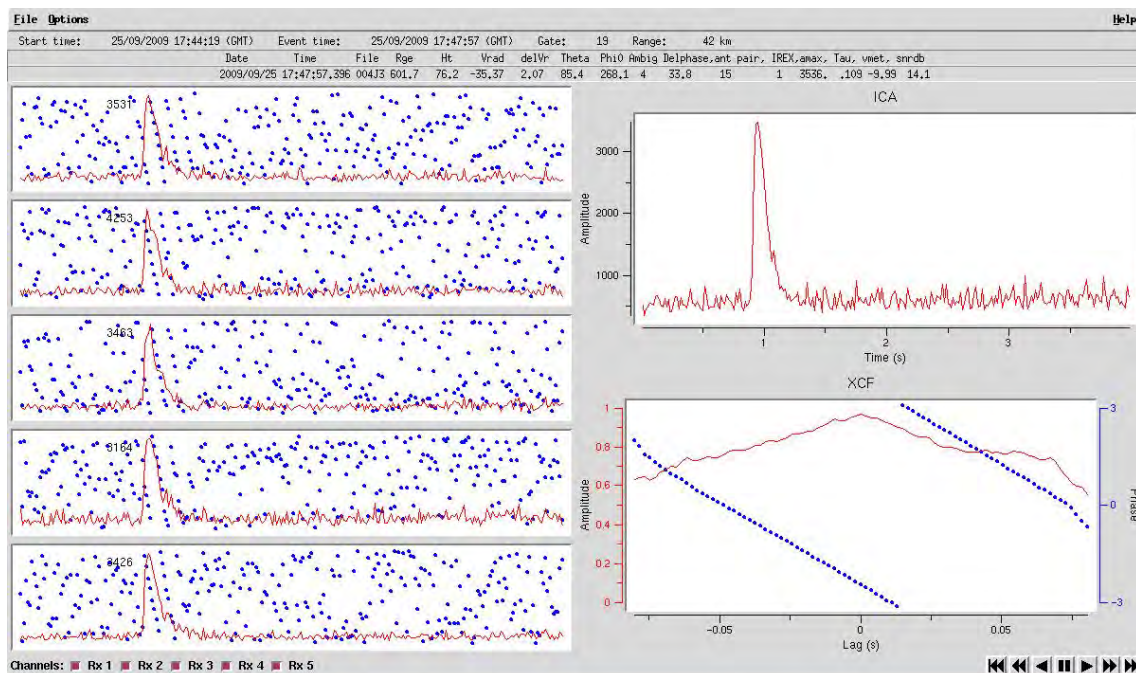 File Options Help
Start time: 25/09/2009 17:44:19 (GMT) Event time: 25/09/2009 17:47:57 (GMT) Gate: 19 Range: 42 km
Date Time File Rge Ht Vrad delVr Theta Phi0 Ambig Delphase,ant pair, IREX,amax, Tau, vmet, snrdb
2009/09/25 17:47:57.396 004J3 601.7 76.2 -35.37 2.07 85.4 268.1 4 33.8 15 1 3536. .109 -9.99 14.1
3531
4253
3463
3164
3426
Channels: Rx 1 Rx 2 Rx 3 Rx 4 Rx 5
ICA
Amplitude
3000
2000
1000
1 2 3
Time (s)
XCF
Amplitude
1
0.8
0.6
0.4
0.2
0
3
0
-3
Phase
-0.05 0 0.05
Lag (s)